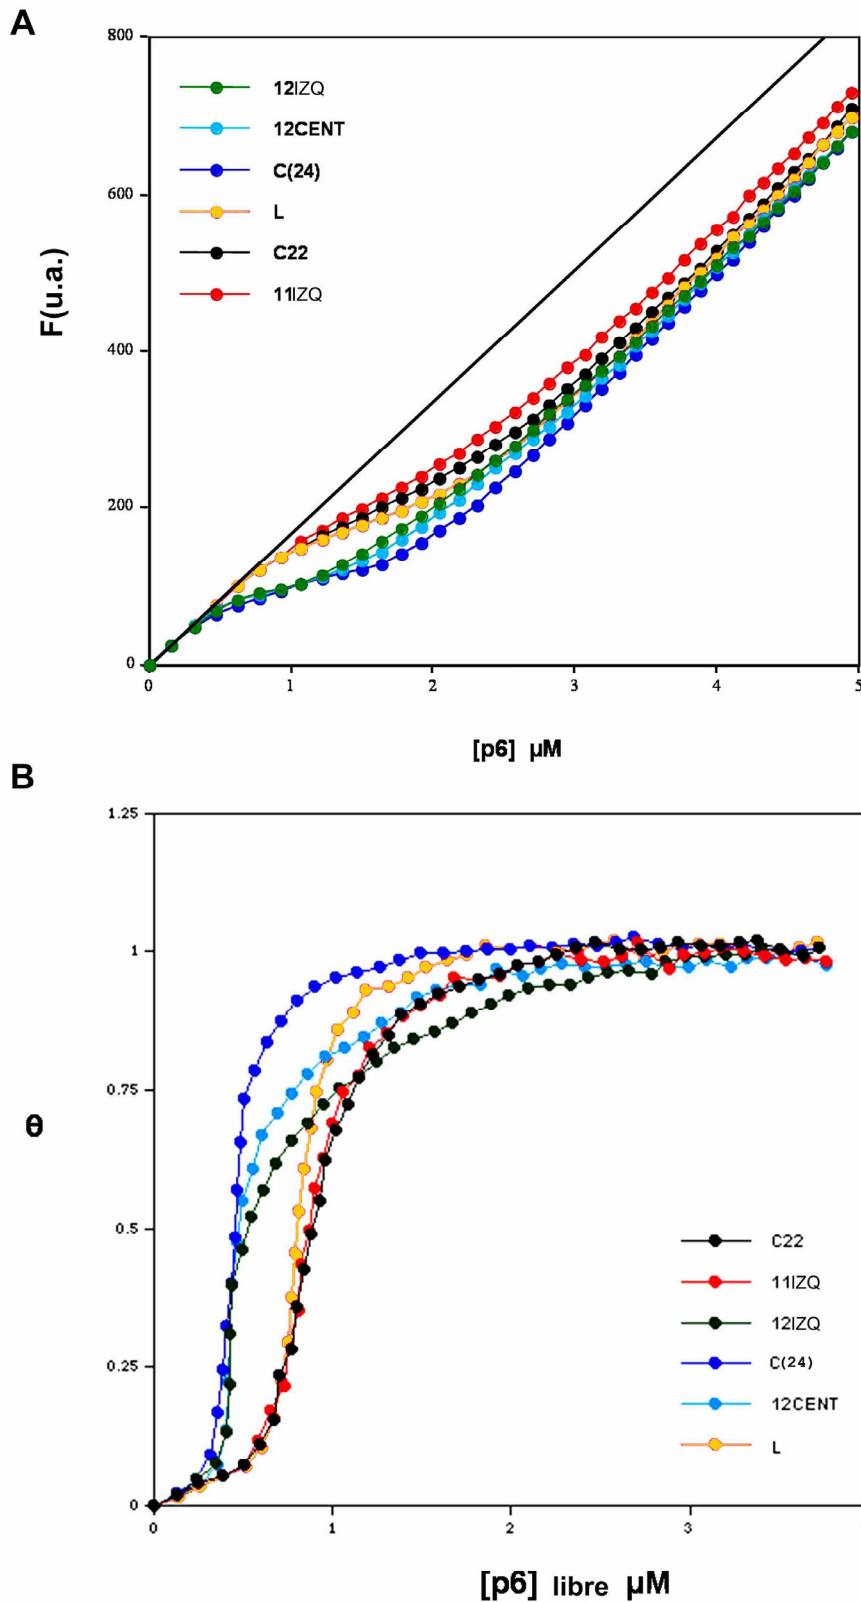 A
800
600
400
200
0
F(u.a.)
12IZQ
12CENT
C(24)
L
C22
11IZQ
0 1 2 3 4 5
[p6] µM
B
1.25
1
0.75
0.5
0.25
0
θ
C22
11IZQ
12IZQ
C(24)
12CENT
L
0 1 2 3
[p6] libre µM